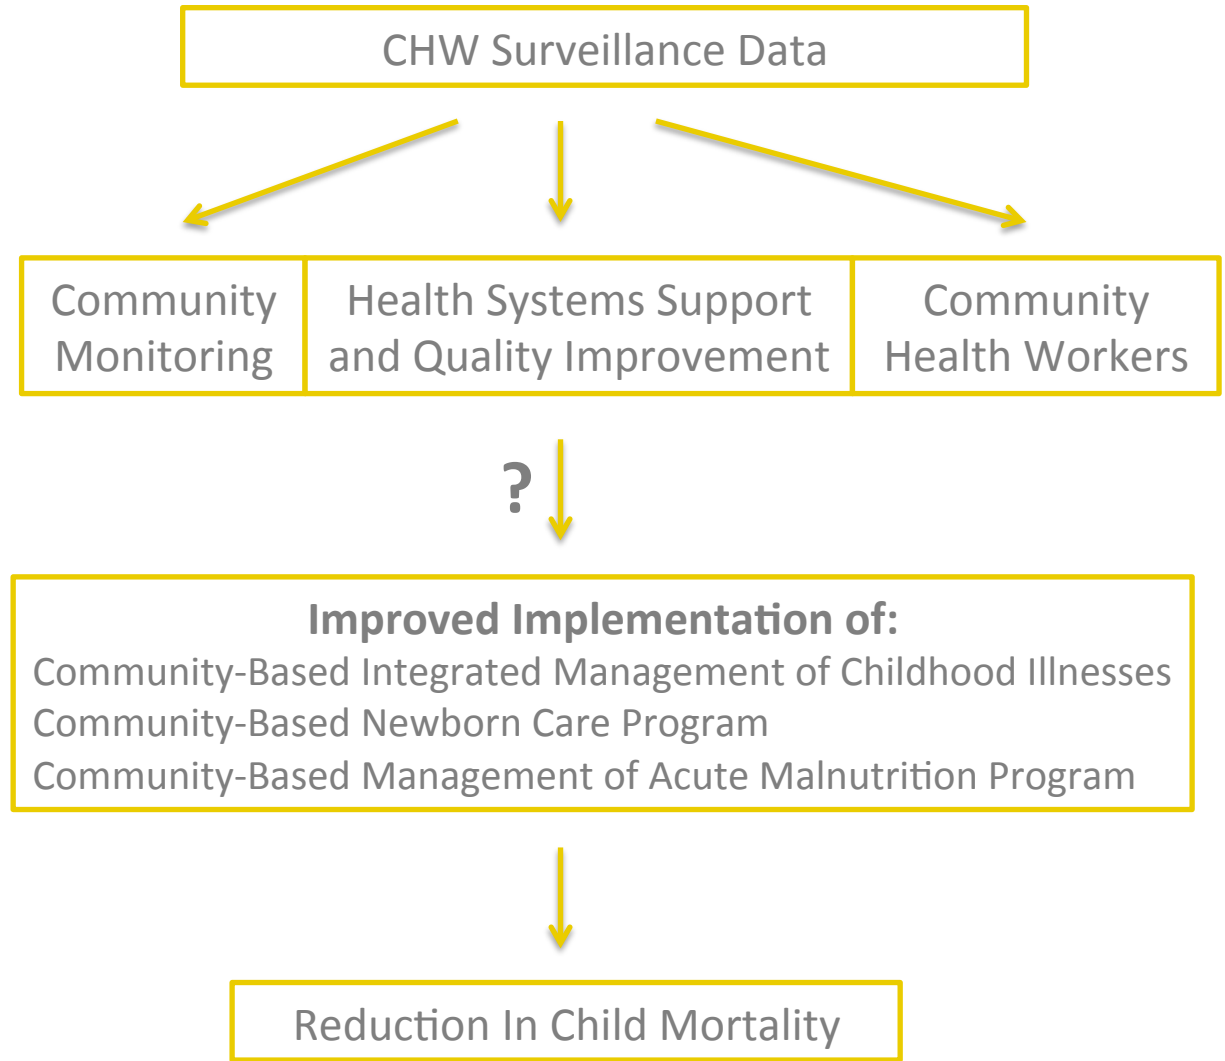 CHW Surveillance Data
Community
Monitoring
Health Systems Support
and Quality Improvement
Community
Health Workers
?
Improved Implementation of:
Community-Based Integrated Management of Childhood Illnesses
Community-Based Newborn Care Program
Community-Based Management of Acute Malnutrition Program
Reduction In Child Mortality